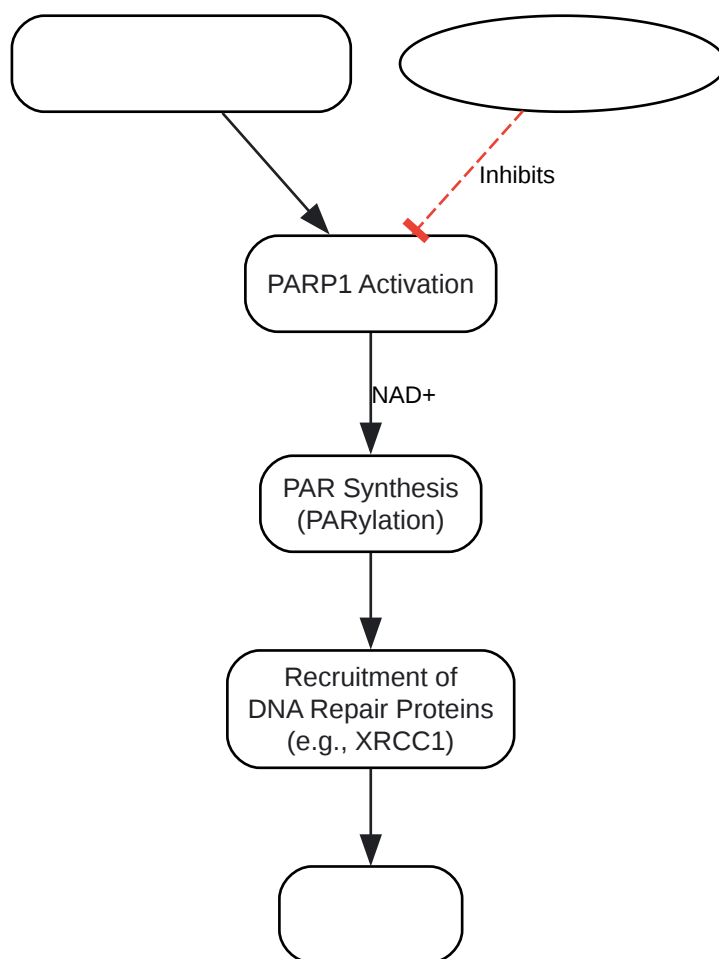 Inhibits
PARP1 Activation
NAD+
PAR Synthesis
(PARylation)
Recruitment of
DNA Repair Proteins
(e.g., XRCC1)